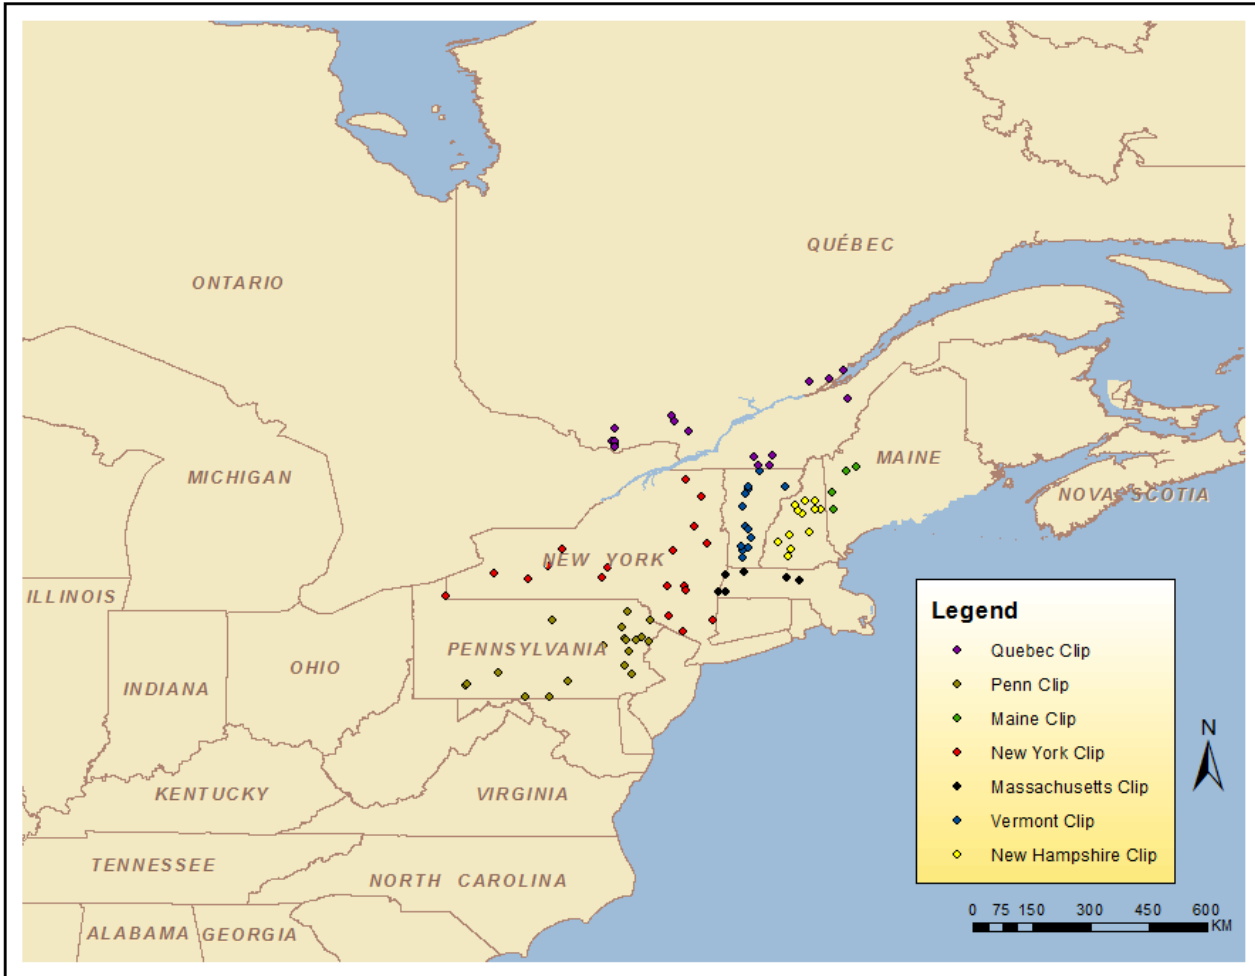 QUÉBEC
ONTARIO
MAINE
MICHIGAN
NOVA SCOTIA
NEW YORK
ILLINOIS
PENNSYLVANIA
OHIO
INDIANA
KENTUCKY
VIRGINIA
TENNESSEE
NORTH CAROLINA
ALABAMA
GEORGIA
Legend
Quebec Clip
Penn Clip
Maine Clip
New York Clip
Massachusetts Clip
Vermont Clip
New Hampshire Clip
N
0 75 150 300 450 600
KM